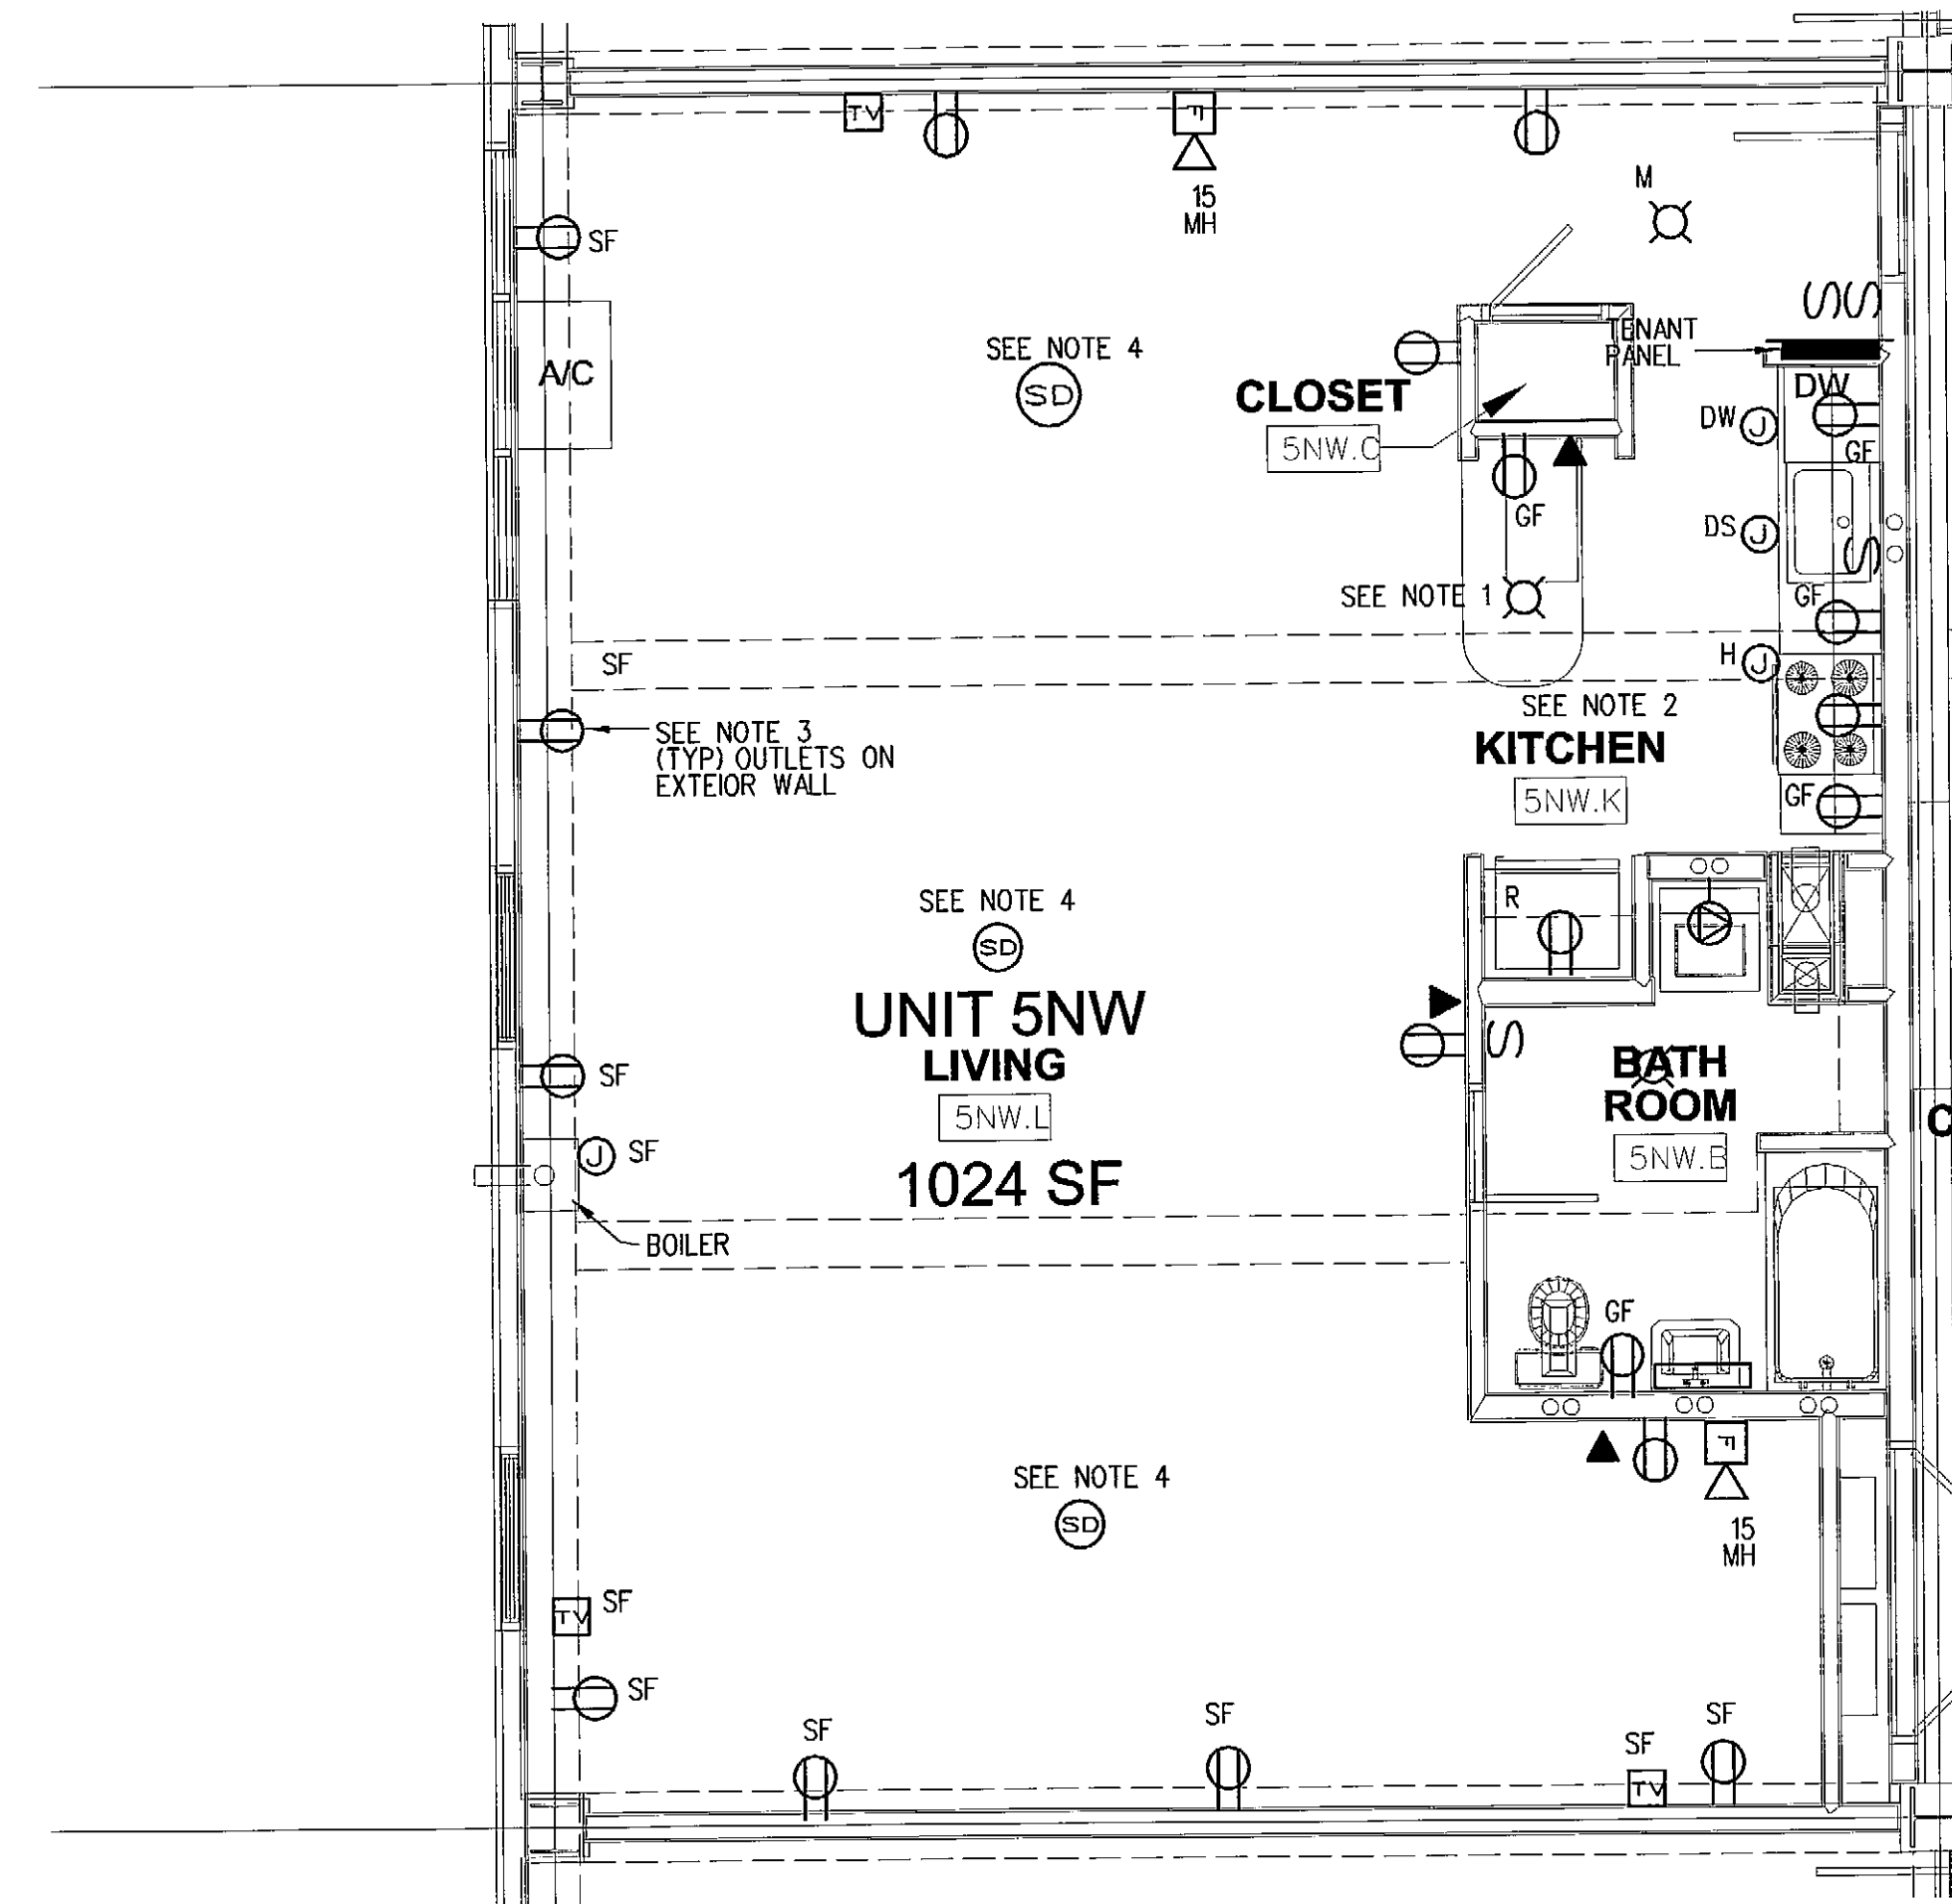 TV
F
15
MH
M
SF
SS
TENANT
PANEL
SEE NOTE 4
SD
A/C
CLOSET
5NW.C
DW
DW
J
GF
GF
DS
J
S
SEE NOTE 1
GF
H
J
SF
SEE NOTE 2
KITCHEN
SEE NOTE 3
(TYP) OUTLETS ON
EXTEIOR WALL
5NW.K
GF
SEE NOTE 4
R
SD
UNIT 5NW
LIVING
S
BATH
ROOM
SF
5NW.L
C
J
SF
5NW.B
1024 SF
BOILER
GF
F
SEE NOTE 4
SD
15
MH
TV
SF
SF
SF
SF
SF
SF
TV